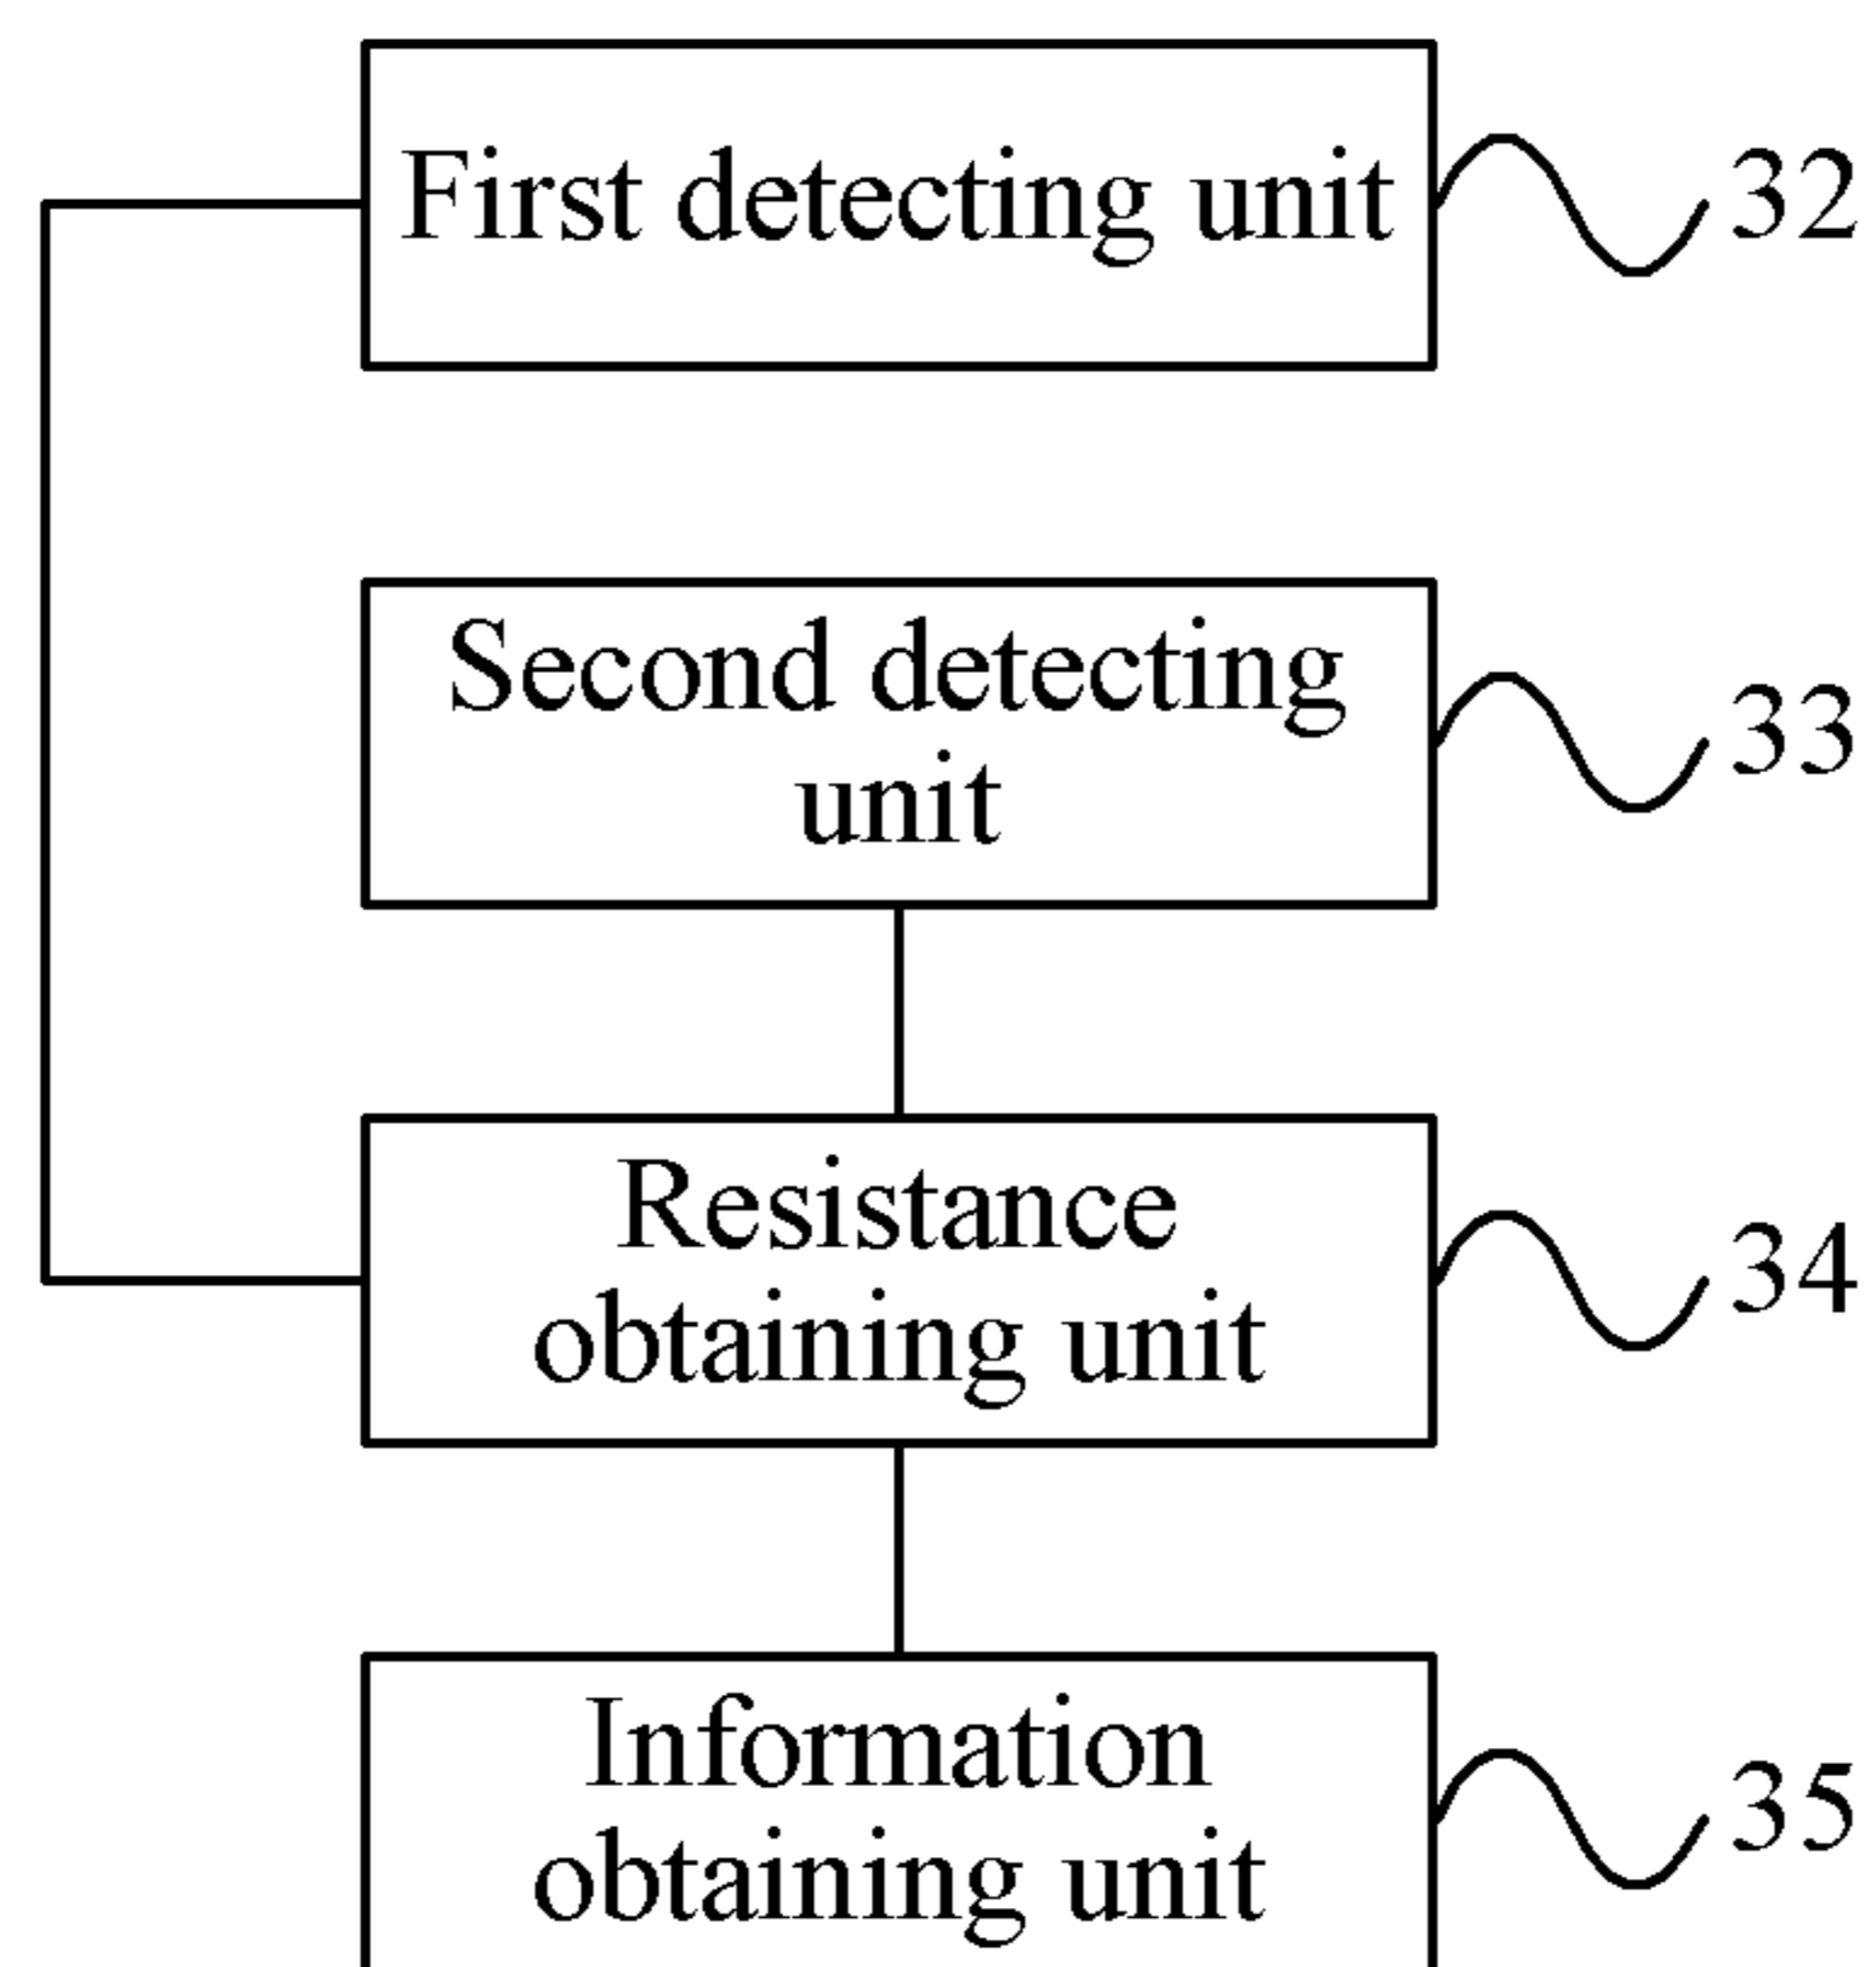 First detecting unit
32
Second detecting
unit
33
Resistance
obtaining unit
34
Information
obtaining unit
35